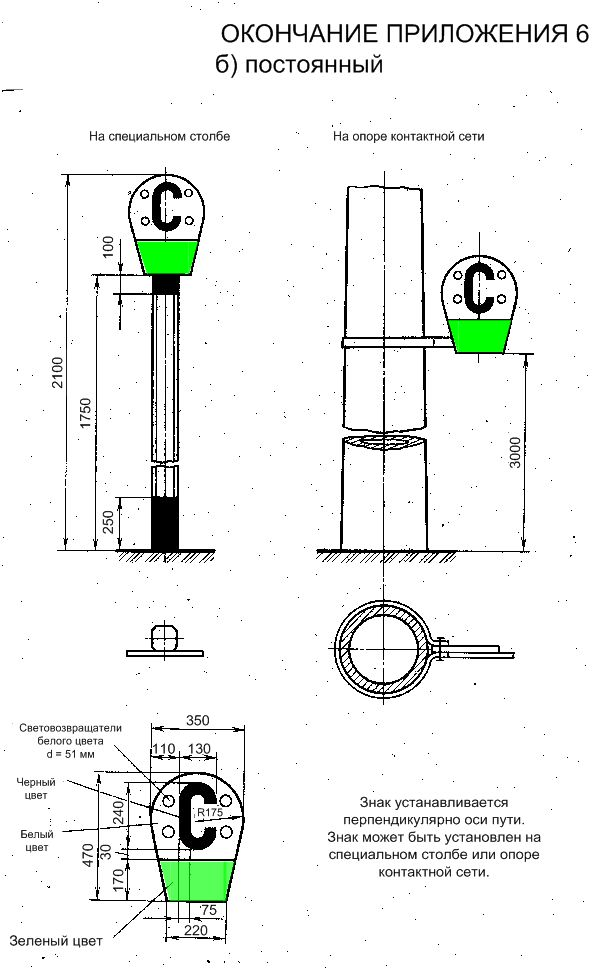 ОКОНЧАНИЕ ПРИЛОЖЕНИЯ 6
б) постоянный
На специальном столбе
На опоре контактной сети
С
100
2100
1750
250
С
3000
350
110
130
Световозвращатели
белого цвета
d = 51 мм
Черный
цвет
Белый
цвет
С
R175
240
470
30
170
75
220
Зеленый цвет
Знак устанавливается
перпендикулярно оси пути.
Знак может быть установлен на
специальном столбе или опоре
контактной сети.